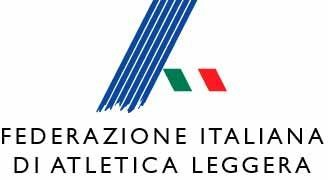 FEDERAZIONE ITALIANA
DI ATLETICA LEGGERA